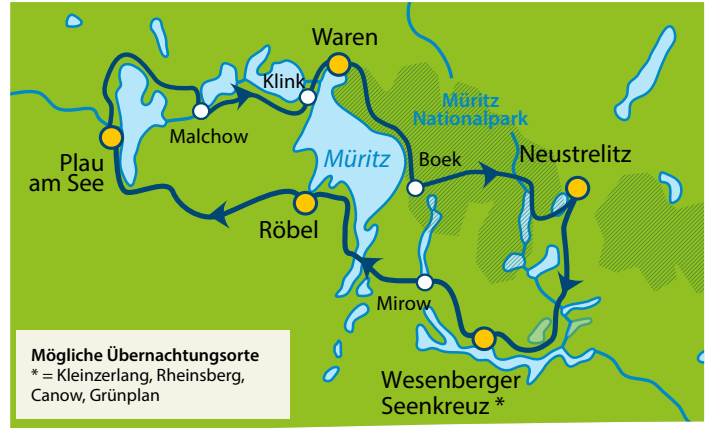 Waren
Klink
Müritz
Nationalpark
Malchow
Müritz
Boek
Neustrelitz
Plau
am See
Röbel
Mirow
Mögliche Übernachtungsorte
* = Kleinzerlang, Rheinsberg,
Canow, Grünplan
Wesenberger
Seenkreuz *